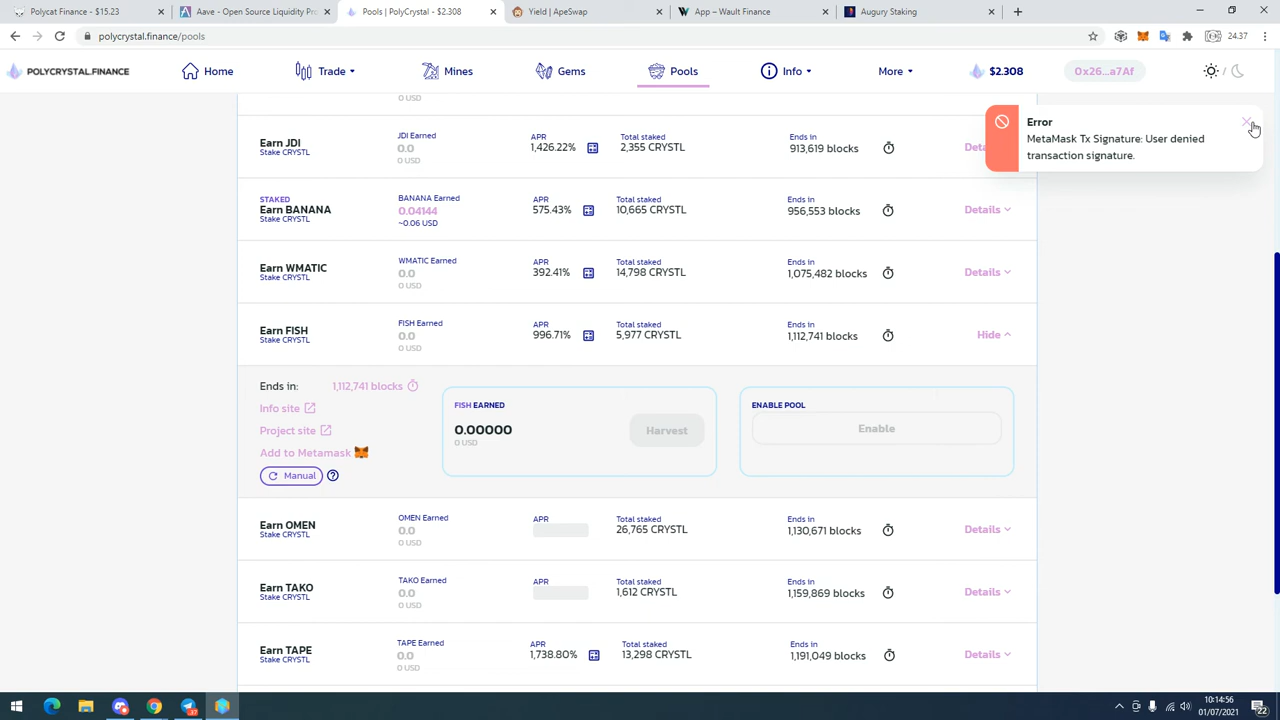 Polycat Finance - $15.23
Aave - Open Source Liquidity Pro
Pools | PolyCrystal - $2.308
Yield | ApeSwap
App – Vault Finance
Augury Staking
polycrystal.finance/pools
24.37
POLYCRYSTAL.FINANCE
Home
Trade
Mines
Gems
Pools
Info
More
$2.308
0x26...a7Af
/
0 USD
Error
MetaMask Tx Signature: User denied
transaction signature.
Earn JDI
Stake CRYSTL
JDI Earned
0.0
0 USD
APR
1,426.22%
Total staked
2,355 CRYSTL
Ends in
913,619 blocks
Deta
STAKED
Earn BANANA
Stake CRYSTL
BANANA Earned
0.04144
~0.06 USD
APR
575.43%
Total staked
10,665 CRYSTL
Ends in
956,553 blocks
Details
Earn WMATIC
Stake CRYSTL
WMATIC Earned
0.0
0 USD
APR
392.41%
Total staked
14,798 CRYSTL
Ends in
1,075,482 blocks
Details
Earn FISH
Stake CRYSTL
FISH Earned
0.0
0 USD
APR
996.71%
Total staked
5,977 CRYSTL
Ends in
1,112,741 blocks
Hide
Ends in: 1,112,741 blocks
Info site
Project site
Add to Metamask
Manual
FISH EARNED
0.00000
0 USD
Harvest
ENABLE POOL
Enable
Earn OMEN
Stake CRYSTL
OMEN Earned
0.0
0 USD
APR
Total staked
26,765 CRYSTL
Ends in
1,130,671 blocks
Details
Earn TAKO
Stake CRYSTL
TAKO Earned
0.0
0 USD
APR
Total staked
1,612 CRYSTL
Ends in
1,159,869 blocks
Details
Earn TAPE
Stake CRYSTL
TAPE Earned
0.0
0 USD
APR
1,738.80%
Total staked
13,298 CRYSTL
Ends in
1,191,049 blocks
Details
10:14:56
01/07/2021
22